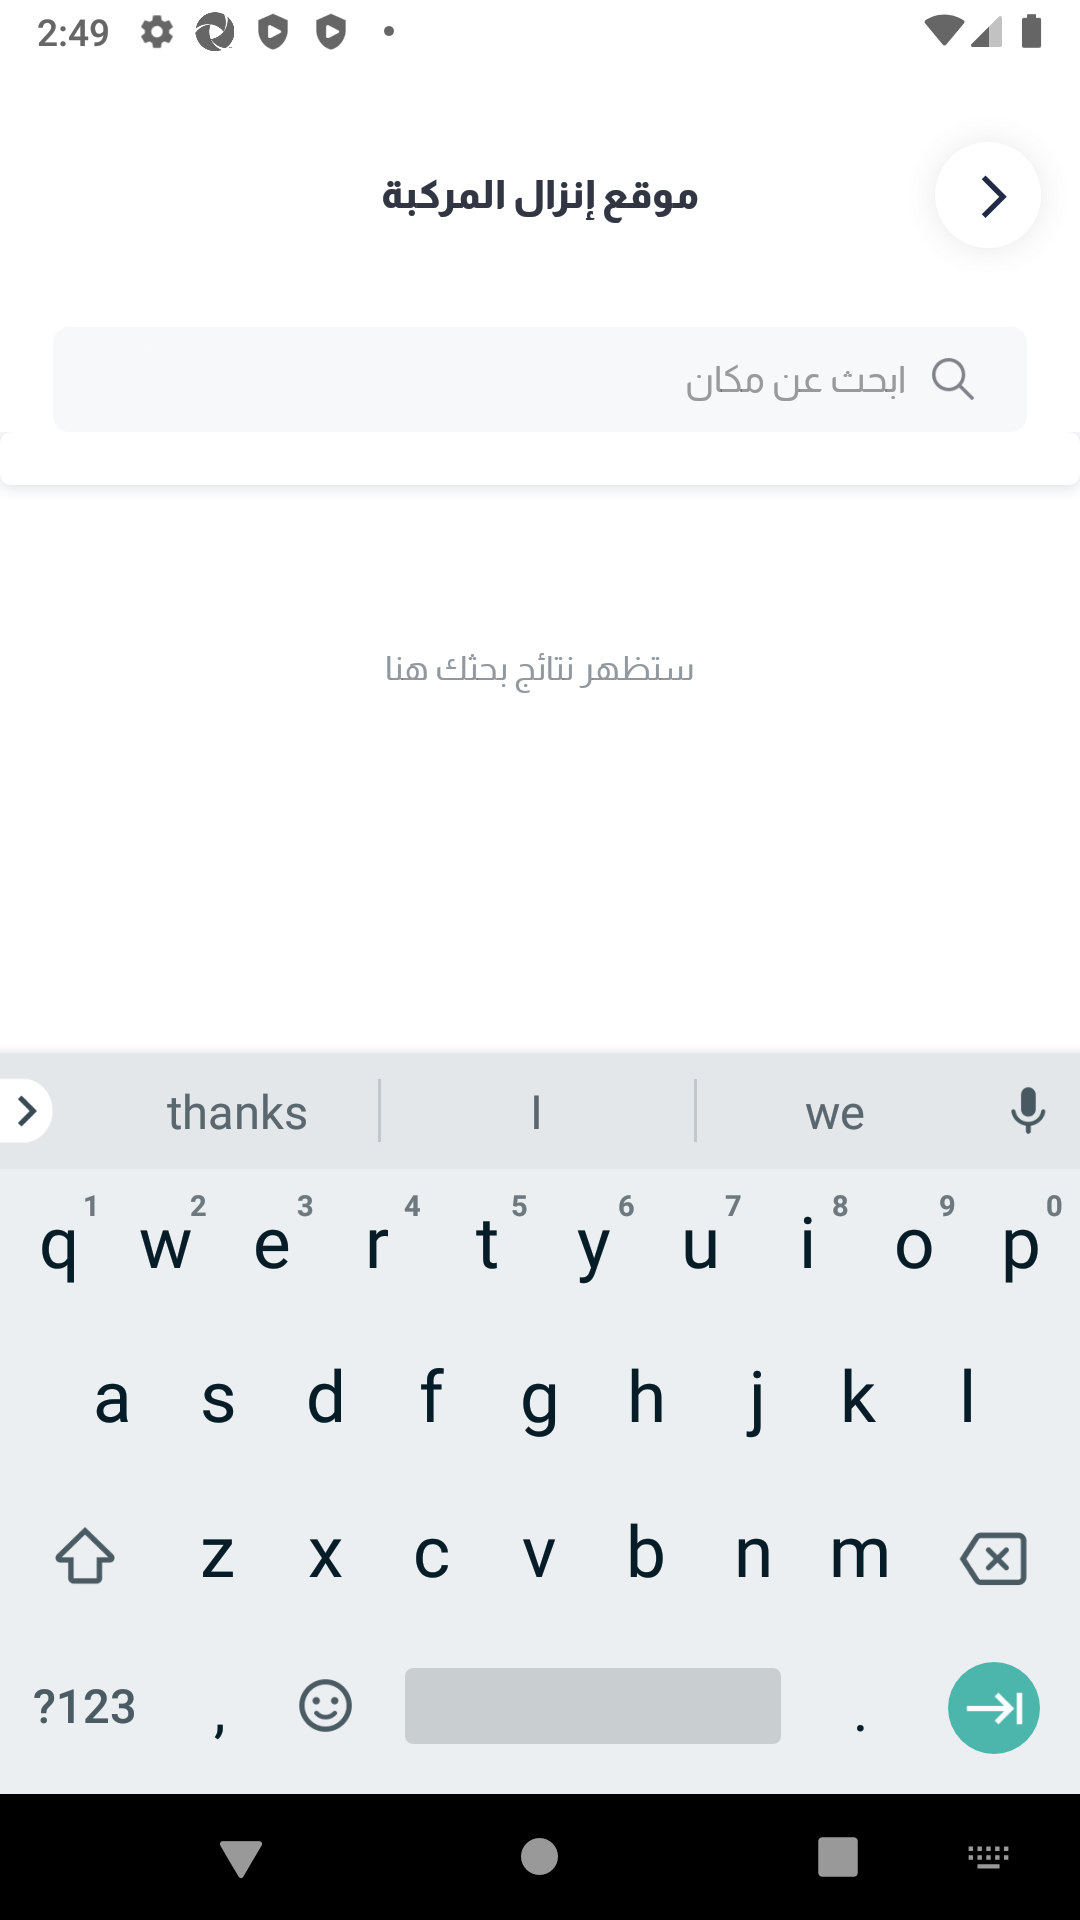 2:49
موقع إنزال المركبة
ابحث عن مكان
ستظهر نتائج بحثك هنا
thanks I we
1 2 3 4 5 6 7 8 9 0
q w e r t y u i o p
a s d f g h j k l
z x c v b n m
?123 , .